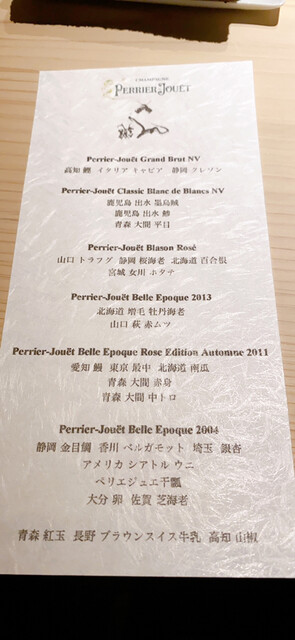 CHAMPAGNE
PERRIER-JOUËT
Perrier-Jouët Grand Brut NV
高知 鰹 イタリア キャビア 静岡 クレソン
Perrier-Jouët Classic Blanc de Blancs NV
鹿児島 出水 墨烏賊
鹿児島 出水 鯵
青森 大間 平目
Perrier-Jouët Blason Rosé
山口 トラフグ 静岡 桜海老 北海道 百合根
宮城 女川 ホタテ
Perrier-Jouët Belle Epoque 2013
北海道 増毛 牡丹海老
山口 萩 赤ムツ
Perrier-Jouët Belle Epoque Rose Edition Automne 2011
愛知 鰻 東京 最中 北海道 南瓜
青森 大間 赤身
青森 大間 中トロ
Perrier-Jouët Belle Epoque 2004
静岡 金目鯛 香川 ベルガモット 埼玉 銀杏
アメリカ シアトル ウニ
ペリエジュエ干瓢
大分 卵 佐賀 芝海老
青森 紅玉 長野 ブラウンスイス牛乳 高知 山椒